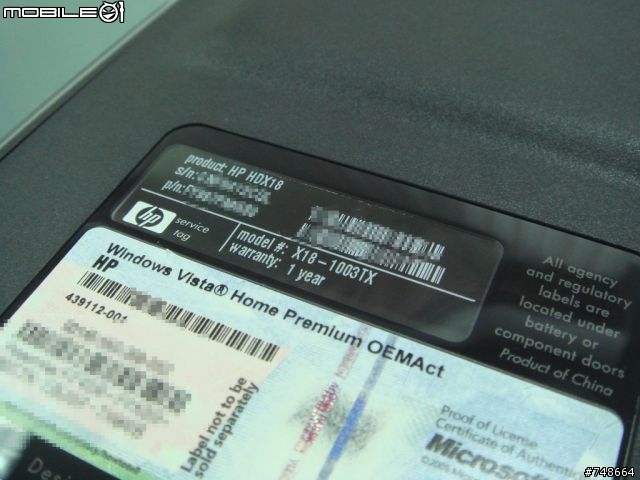 MOBILE01
product: HP HDX18
s/n:
p/n:
hp
service
tag
model #: X18-1003TX
warranty: 1 year
All agency
and regulatory
labels are
located under
battery or
component doors
Product of China
Windows Vista® Home Premium OEMAct
HP
439112-001
Label not to be
sold separately
Proof of License
Certificate of
Microsoft
#748664